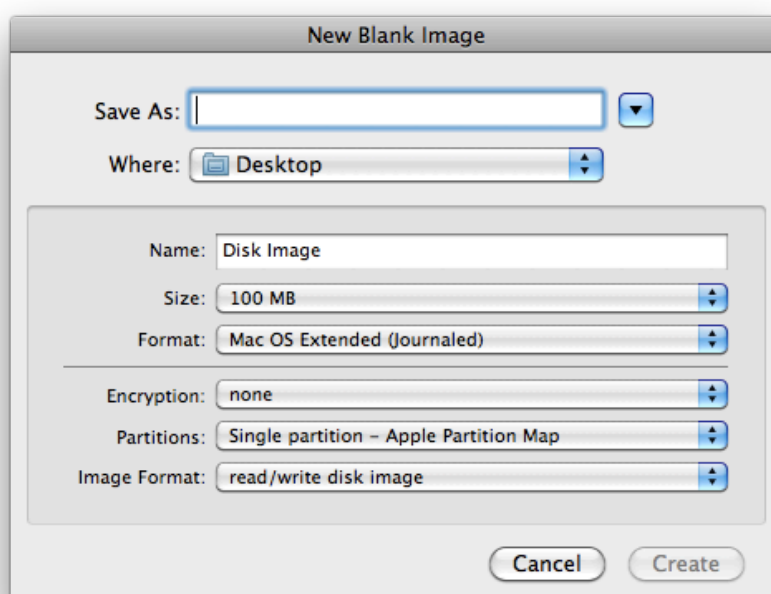 New Blank Image
Save As:
Where: Desktop
Name: Disk Image
Size: 100 MB
Format: Mac OS Extended (Journaled)
Encryption: none
Partitions: Single partition – Apple Partition Map
Image Format: read/write disk image
Cancel Create